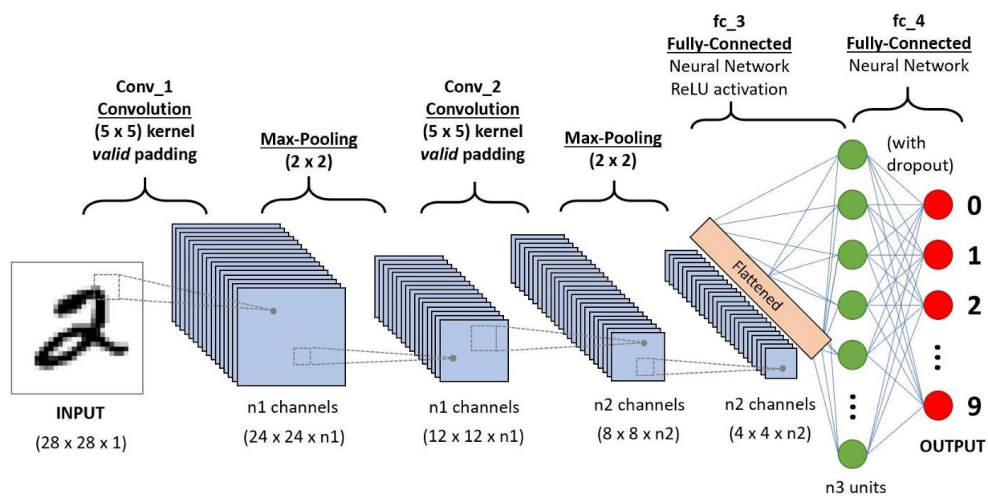 fc_3
Fully-Connected
Neural Network
ReLU activation
fc_4
Fully-Connected
Neural Network
Conv_1
Convolution
(5 x 5) kernel
valid padding
Max-Pooling
(2 x 2)
Conv_2
Convolution
(5 x 5) kernel
valid padding
Max-Pooling
(2 x 2)
(with
dropout)
0
1
2
9
Flattened
2
INPUT
(28 x 28 x 1)
n1 channels
(24 x 24 x n1)
n1 channels
(12 x 12 x n1)
n2 channels
(8 x 8 x n2)
n2 channels
(4 x 4 x n2)
OUTPUT
n3 units